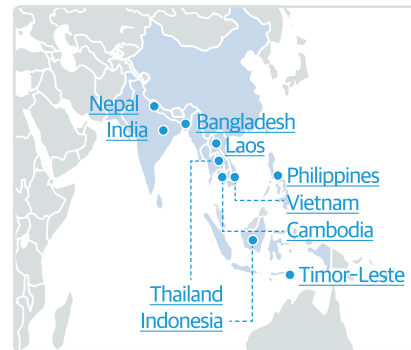 Nepal
India
Bangladesh
Laos
Philippines
Vietnam
Cambodia
Timor-Leste
Thailand
Indonesia